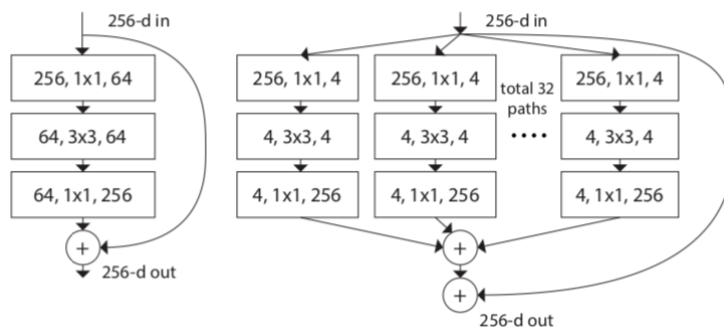 256-d in
256, 1x1, 64
64, 3x3, 64
64, 1x1, 256
+
256-d out
256-d in
256, 1x1, 4
256, 1x1, 4
total 32
paths
256, 1x1, 4
4, 3x3, 4
4, 3x3, 4
....
4, 3x3, 4
4, 1x1, 256
4, 1x1, 256
4, 1x1, 256
+
+
256-d out